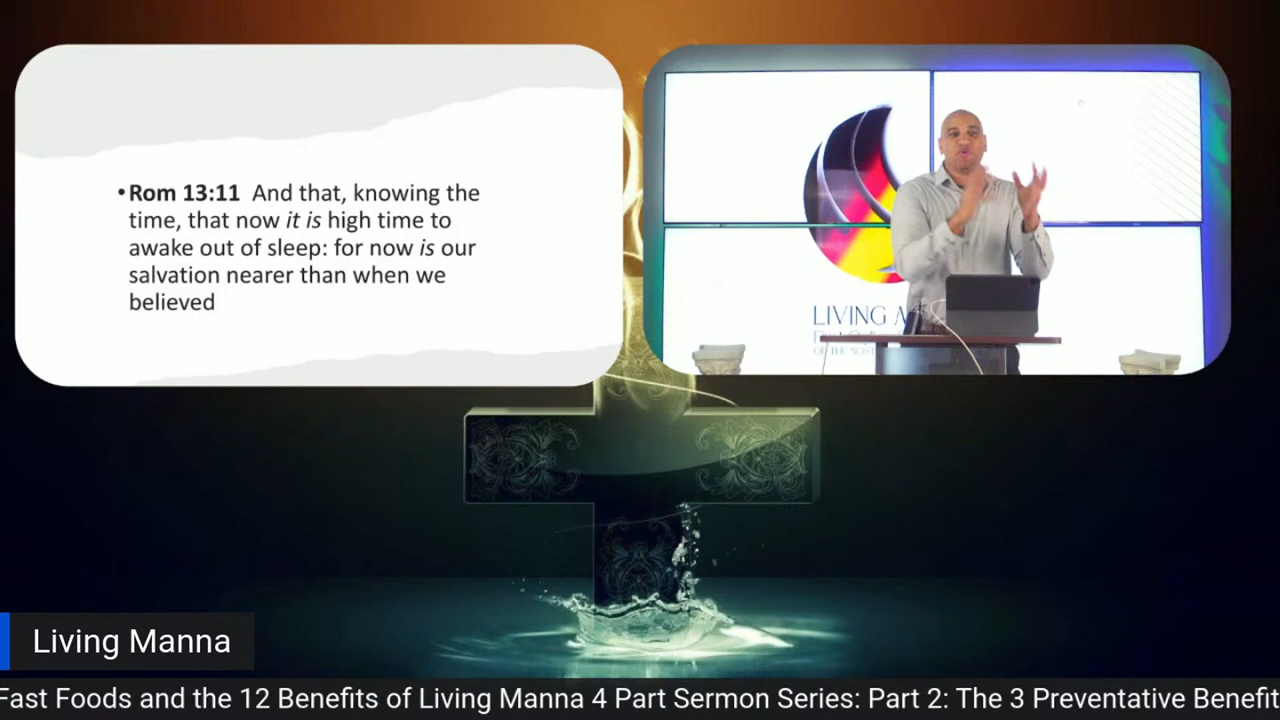 • Rom 13:11 And that, knowing the
time, that now it is high time to
awake out of sleep: for now is our
salvation nearer than when we
believed
LIVING
OF THE
Living Manna
Fast Foods and the 12 Benefits of Living Manna 4 Part Sermon Series: Part 2: The 3 Preventative Benefit